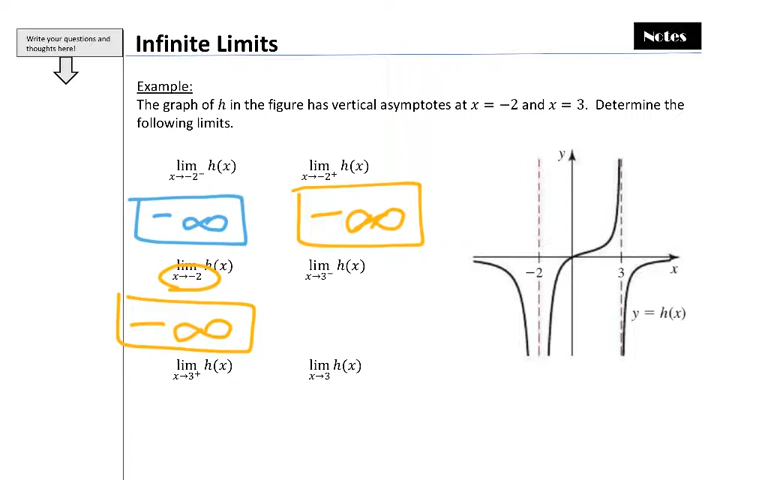 Write your questions and
thoughts here!
Infinite Limits
Notes
Example:
The graph of h in the figure has vertical asymptotes at x = −2 and x = 3. Determine the
following limits.
lim h(x)
x→−2⁻
lim h(x)
x→−2⁺
− ∞
− ∞
lim h(x)
x→−2
lim h(x)
x→3⁻
− ∞
lim h(x)
x→3⁺
lim h(x)
x→3
y
−2
3
x
y = h(x)